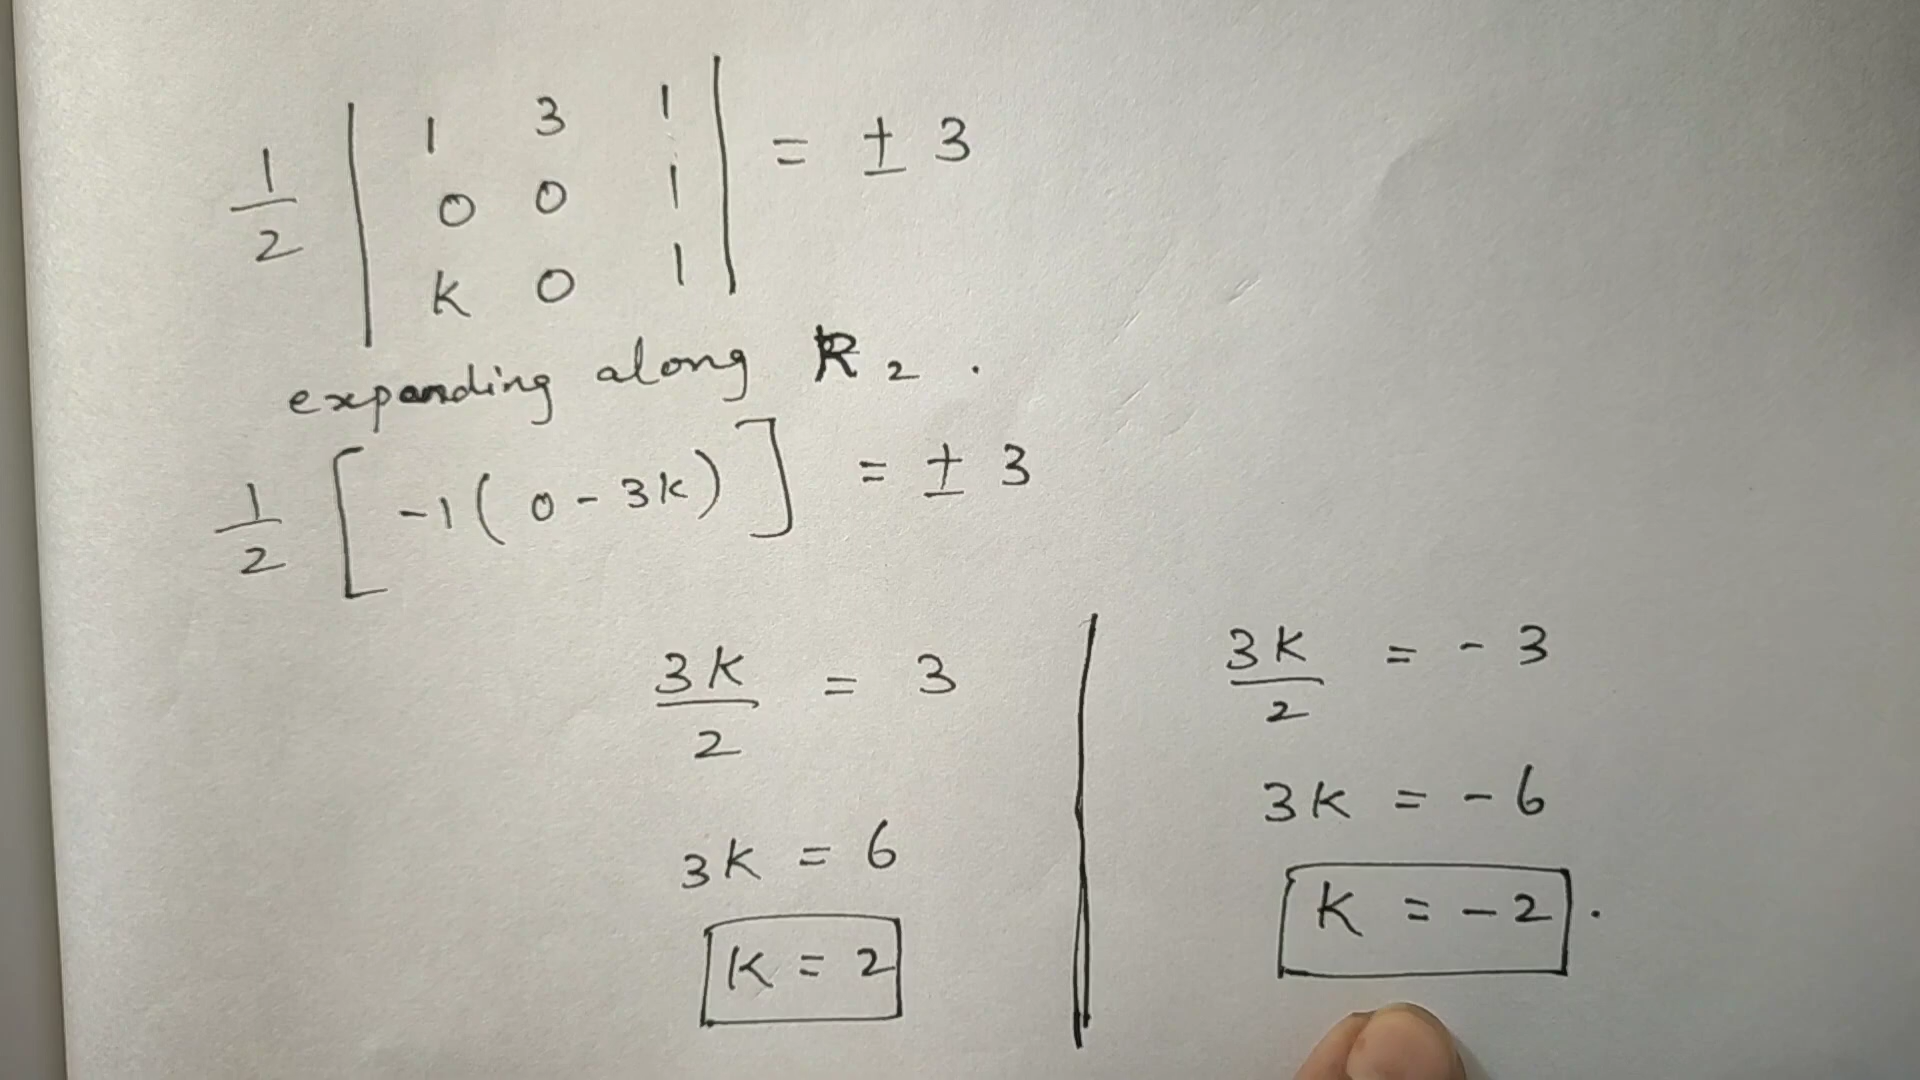 1/2 | 1 3 1 | = ± 3
0 0 1
K 0 1
expanding along R₂ .
1/2 [ -1 ( 0 - 3K ) ] = ± 3
3K/2 = 3
3K = 6
K = 2
3K/2 = - 3
3K = - 6
K = - 2 .